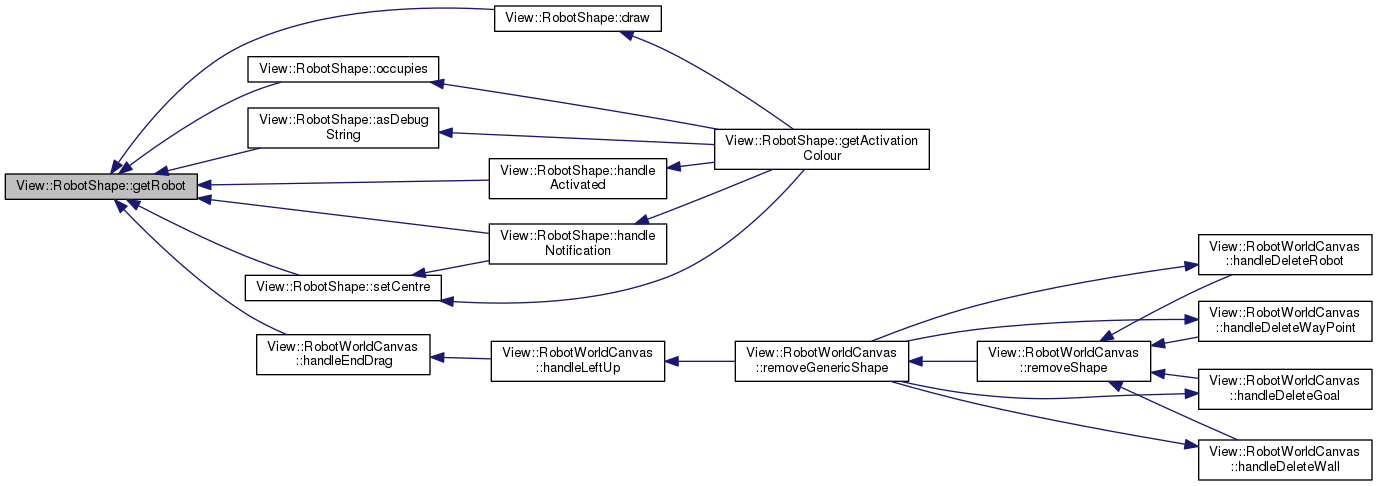 View::RobotShape::draw
View::RobotShape::occupies
View::RobotShape::asDebug
String
View::RobotShape::getActivation
Colour
View::RobotShape::handle
Activated
View::RobotShape::getRobot
View::RobotShape::handle
Notification
View::RobotShape::setCentre
View::RobotWorldCanvas
::handleDeleteRobot
View::RobotWorldCanvas
::handleDeleteWayPoint
View::RobotWorldCanvas
::handleEndDrag
View::RobotWorldCanvas
::handleLeftUp
View::RobotWorldCanvas
::removeGenericShape
View::RobotWorldCanvas
::removeShape
View::RobotWorldCanvas
::handleDeleteGoal
View::RobotWorldCanvas
::handleDeleteWall